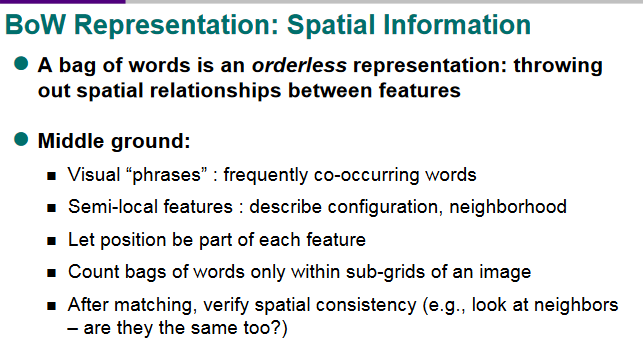 BoW Representation: Spatial Information
● A bag of words is an orderless representation: throwing
out spatial relationships between features
● Middle ground:
▪ Visual “phrases” : frequently co-occurring words
▪ Semi-local features : describe configuration, neighborhood
▪ Let position be part of each feature
▪ Count bags of words only within sub-grids of an image
▪ After matching, verify spatial consistency (e.g., look at neighbors
– are they the same too?)